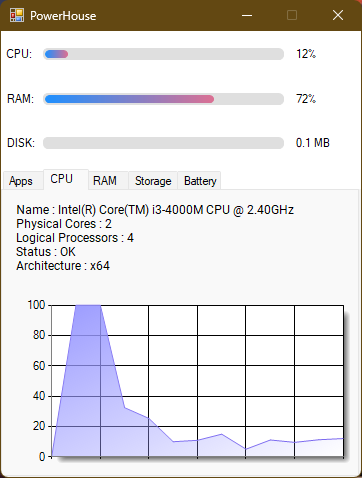 PowerHouse
CPU: 12%
RAM: 72%
DISK: 0.1 MB
Apps CPU RAM Storage Battery
Name : Intel(R) Core(TM) i3-4000M CPU @ 2.40GHz
Physical Cores : 2
Logical Processors : 4
Status : OK
Architecture : x64
100
80
60
40
20
0